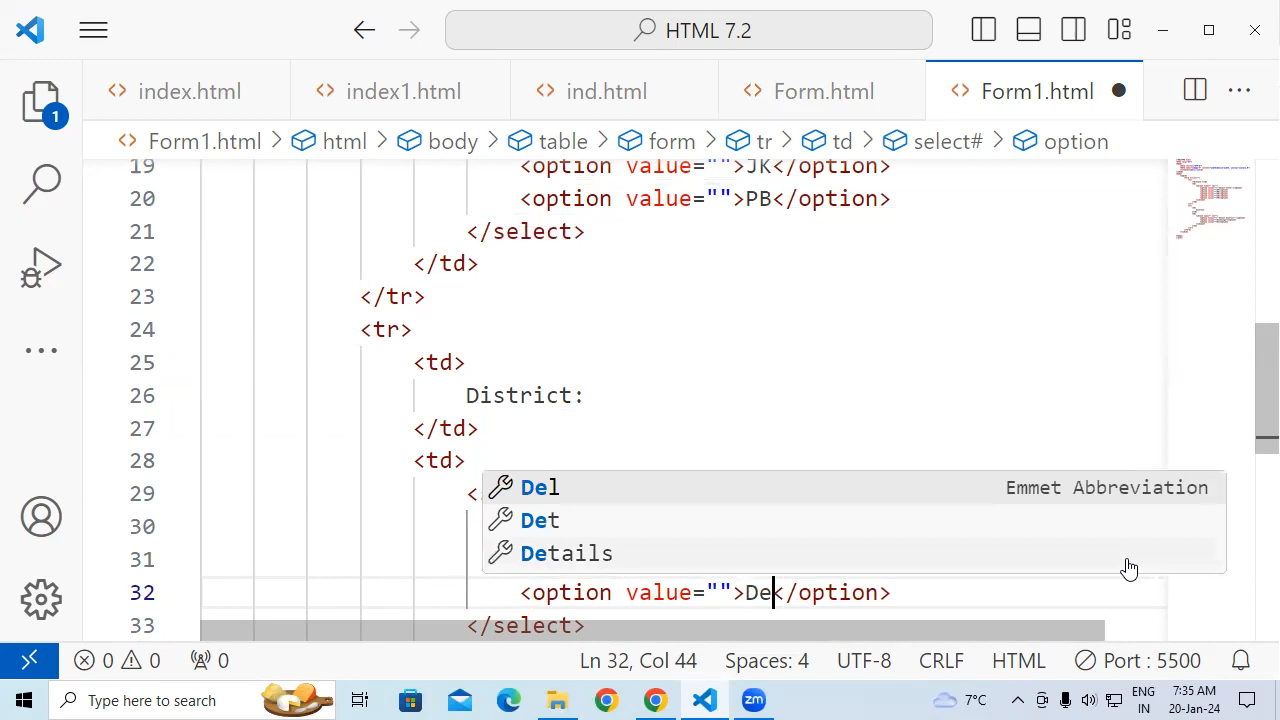 HTML 7.2
index.html
index1.html
ind.html
Form.html
Form1.html
Form1.html > html > body > table > form > tr > td > select# > option
1
19 <option value="">JK</option>
20 <option value="">PB</option>
21 </select>
22 </td>
23 </tr>
24 <tr>
25 <td>
26 District:
27 </td>
28 <td>
29 <
30
31
Del Emmet Abbreviation
Det
Details
32 <option value="">De</option>
33 </select>
0 0 0 Ln 32, Col 44 Spaces: 4 UTF-8 CRLF HTML Port : 5500
Type here to search
zm
7°C
ENG
IN
7:35 AM
20-Jan-24